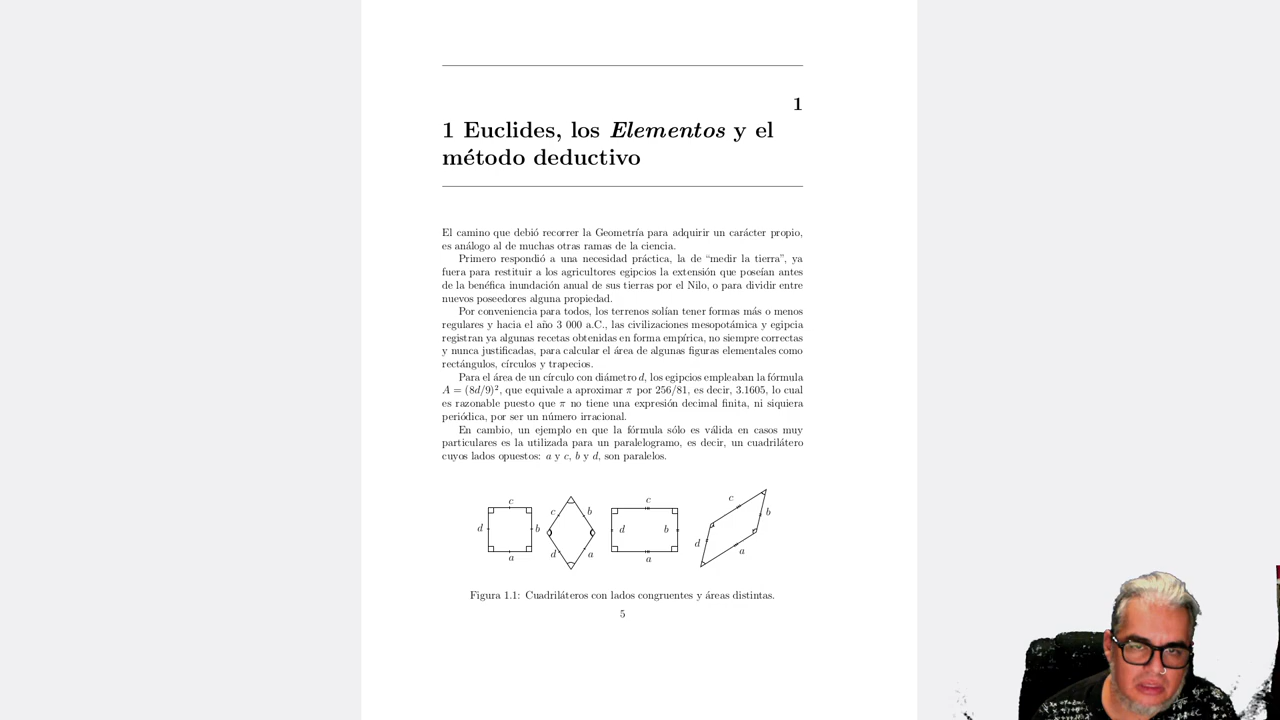 1
1 Euclides, los Elementos y el
método deductivo
El camino que debió recorrer la Geometría para adquirir un carácter propio,
es análogo al de muchas otras ramas de la ciencia.
Primero respondió a una necesidad práctica, la de “medir la tierra”, ya
fuera para restituir a los agricultores egipcios la extensión que poseían antes
de la benéfica inundación anual de sus tierras por el Nilo, o para dividir entre
nuevos poseedores alguna propiedad.
Por conveniencia para todos, los terrenos solían tener formas más o menos
regulares y hacia el año 3 000 a.C., las civilizaciones mesopotámica y egipcia
registran ya algunas recetas obtenidas en forma empírica, no siempre correctas
y nunca justificadas, para calcular el área de algunas figuras elementales como
rectángulos, círculos y trapecios.
Para el área de un círculo con diámetro d, los egipcios empleaban la fórmula
A = (8d/9)², que equivale a aproximar π por 256/81, es decir, 3.1605, lo cual
es razonable puesto que π no tiene una expresión decimal finita, ni siquiera
periódica, por ser un número irracional.
En cambio, un ejemplo en que la fórmula sólo es válida en casos muy
particulares es la utilizada para un paralelogramo, es decir, un cuadrilátero
cuyos lados opuestos: a y c, b y d, son paralelos.
c d b a
c b d a
c d b a
c b d a
Figura 1.1: Cuadriláteros con lados congruentes y áreas distintas.
5